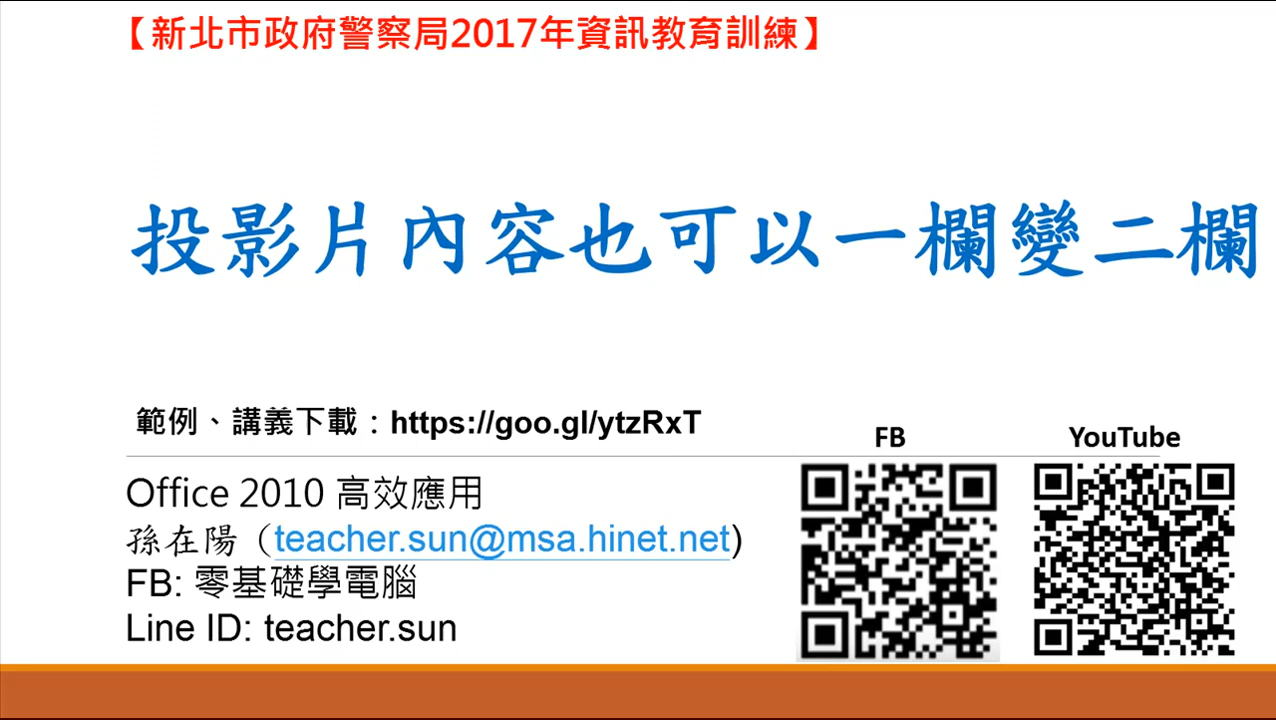 【新北市政府警察局2017年資訊教育訓練】
投影片內容也可以一欄變二欄
範例、講義下載：https://goo.gl/ytzRxT
FB
YouTube
Office 2010 高效應用
孫在陽（teacher.sun@msa.hinet.net)
FB: 零基礎學電腦
Line ID: teacher.sun